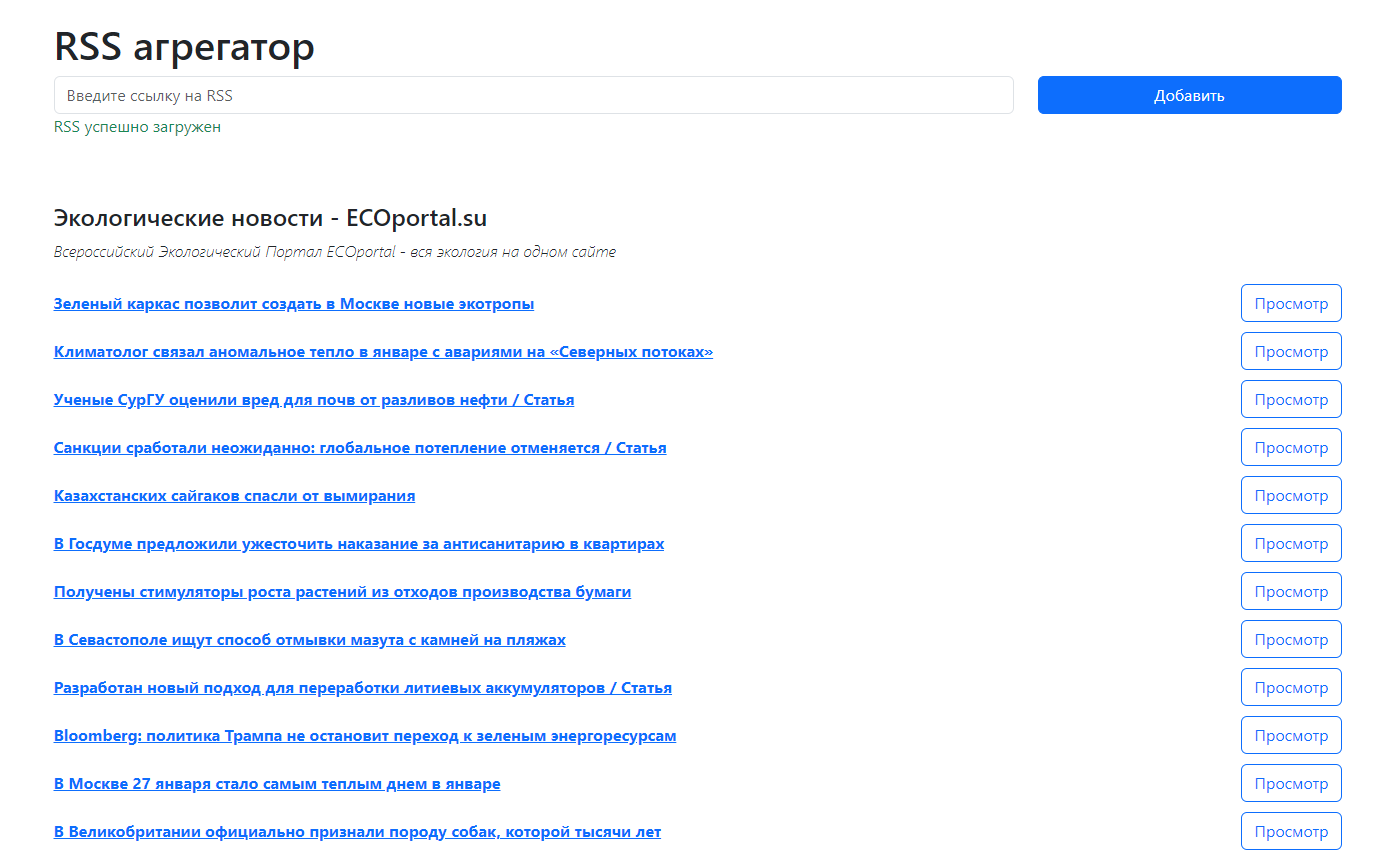 RSS агрегатор
Введите ссылку на RSS
Добавить
RSS успешно загружен
Экологические новости - ECOportal.su
Всероссийский Экологический Портал ECOportal - вся экология на одном сайте
Зеленый каркас позволит создать в Москве новые экотропы
Просмотр
Климатолог связал аномальное тепло в январе с авариями на «Северных потоках»
Просмотр
Ученые СурГУ оценили вред для почв от разливов нефти / Статья
Просмотр
Санкции сработали неожиданно: глобальное потепление отменяется / Статья
Просмотр
Казахстанских сайгаков спасли от вымирания
Просмотр
В Госдуме предложили ужесточить наказание за антисанитарию в квартирах
Просмотр
Получены стимуляторы роста растений из отходов производства бумаги
Просмотр
В Севастополе ищут способ отмывки мазута с камней на пляжах
Просмотр
Разработан новый подход для переработки литиевых аккумуляторов / Статья
Просмотр
Bloomberg: политика Трампа не остановит переход к зеленым энергоресурсам
Просмотр
В Москве 27 января стало самым теплым днем в январе
Просмотр
В Великобритании официально признали породу собак, которой тысячи лет
Просмотр